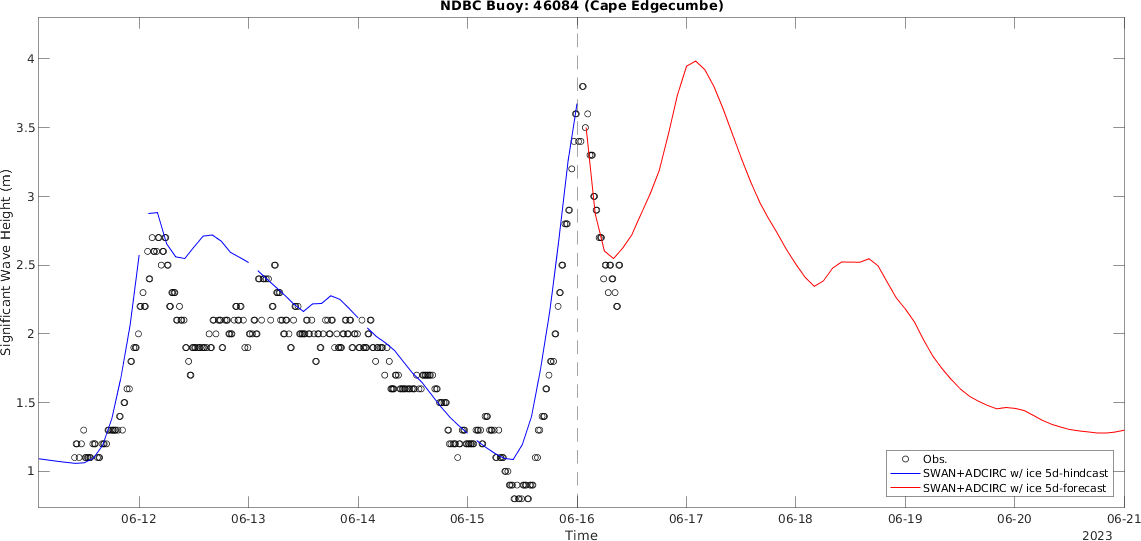 NDBC Buoy: 46084 (Cape Edgecumbe)
Significant Wave Height (m)
4
3.5
3
2.5
2
1.5
1
Obs.
SWAN+ADCIRC w/ ice 5d-hindcast
SWAN+ADCIRC w/ ice 5d-forecast
06-12 06-13 06-14 06-15 06-16 06-17 06-18 06-19 06-20 06-21
Time
2023